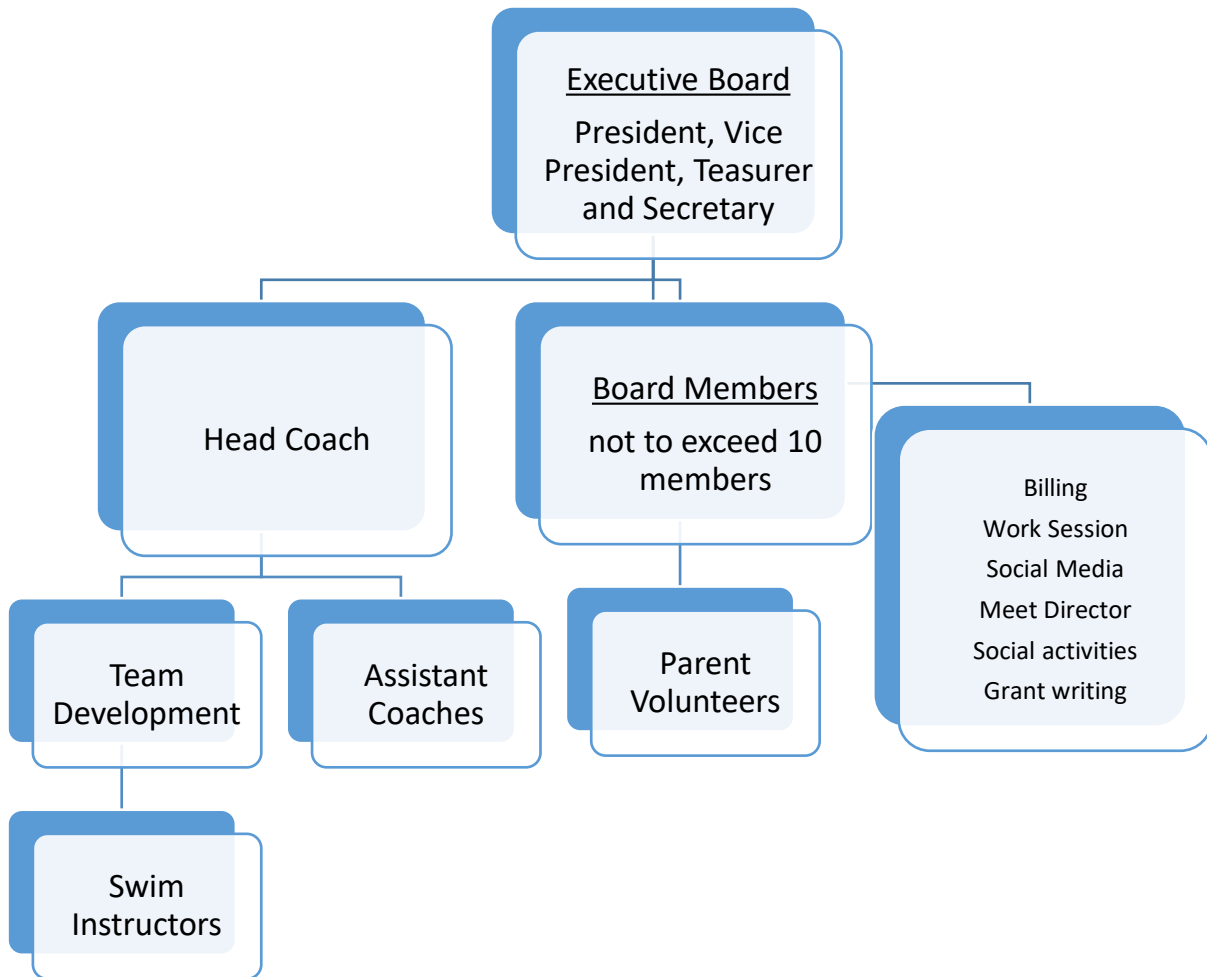 Executive Board
President, Vice
President, Teasurer
and Secretary
Head Coach
Board Members
not to exceed 10
members
Billing
Work Session
Social Media
Meet Director
Social activities
Grant writing
Team
Development
Assistant
Coaches
Parent
Volunteers
Swim
Instructors